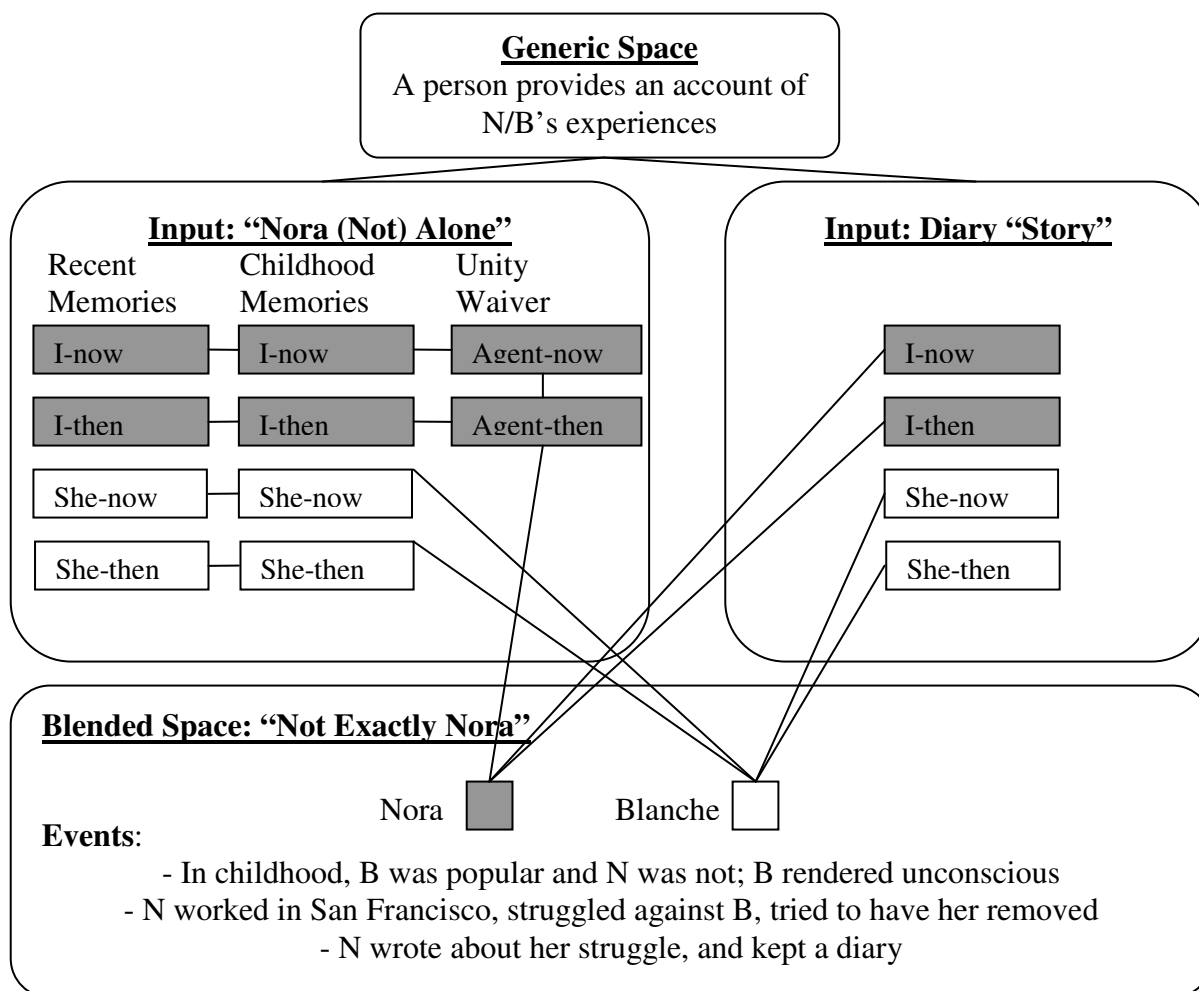 Generic Space
A person provides an account of
N/B’s experiences
Input: “Nora (Not) Alone”
Recent
Memories
Childhood
Memories
Unity
Waiver
I-now
I-now
Agent-now
I-then
I-then
Agent-then
She-now
She-now
She-then
She-then
Input: Diary “Story”
I-now
I-then
She-now
She-then
Blended Space: “Not Exactly Nora”
Nora
Blanche
Events:
- In childhood, B was popular and N was not; B rendered unconscious
- N worked in San Francisco, struggled against B, tried to have her removed
- N wrote about her struggle, and kept a diary